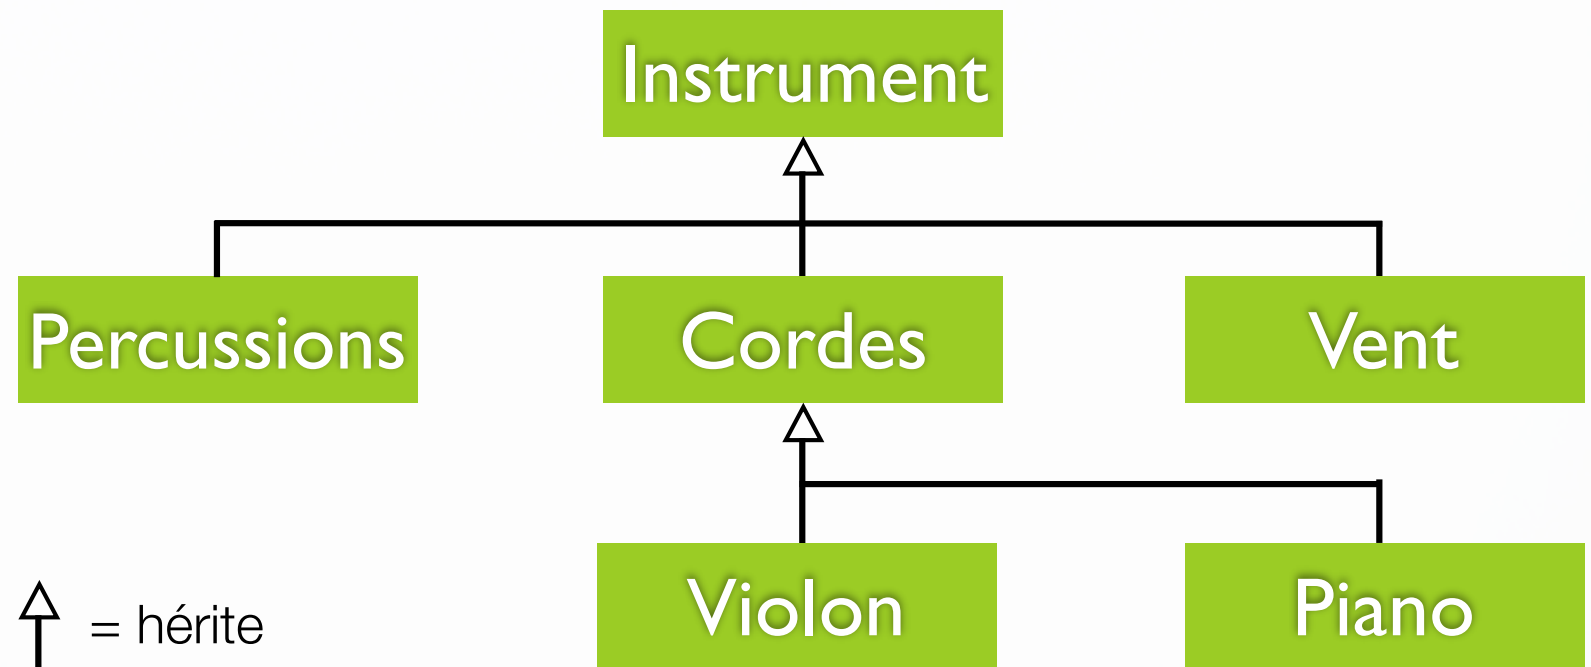 Instrument
Percussions
Cordes
Vent
Violon
Piano
= hérite